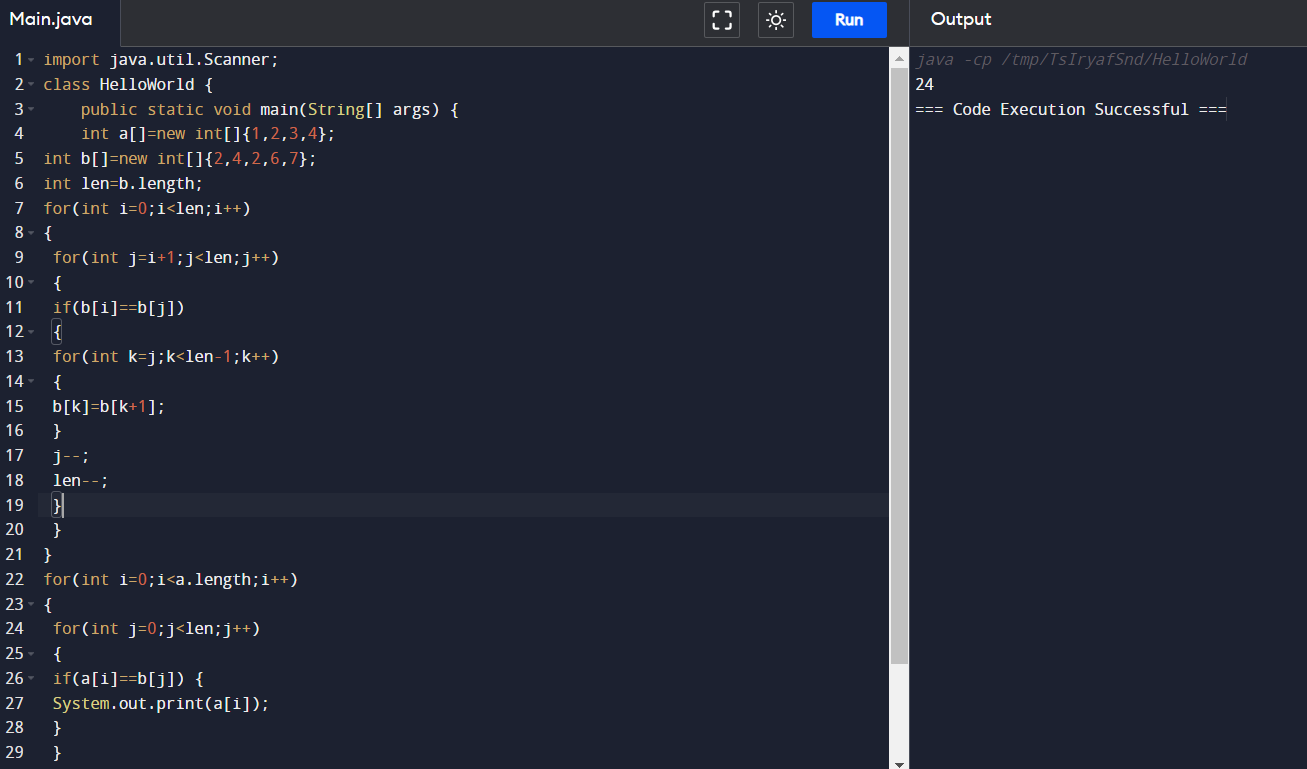 Main.java
Run
Output
1 import java.util.Scanner;
2 class HelloWorld {
3 public static void main(String[] args) {
4 int a[]=new int[]{1,2,3,4};
5 int b[]=new int[]{2,4,2,6,7};
6 int len=b.length;
7 for(int i=0;i<len;i++)
8 {
9 for(int j=i+1;j<len;j++)
10 {
11 if(b[i]==b[j])
12 {
13 for(int k=j;k<len-1;k++)
14 {
15 b[k]=b[k+1];
16 }
17 j--;
18 len--;
19 }
20 }
21 }
22 for(int i=0;i<a.length;i++)
23 {
24 for(int j=0;j<len;j++)
25 {
26 if(a[i]==b[j]) {
27 System.out.print(a[i]);
28 }
29 }
java -cp /tmp/TsIryafSnd/HelloWorld
24
=== Code Execution Successful ===